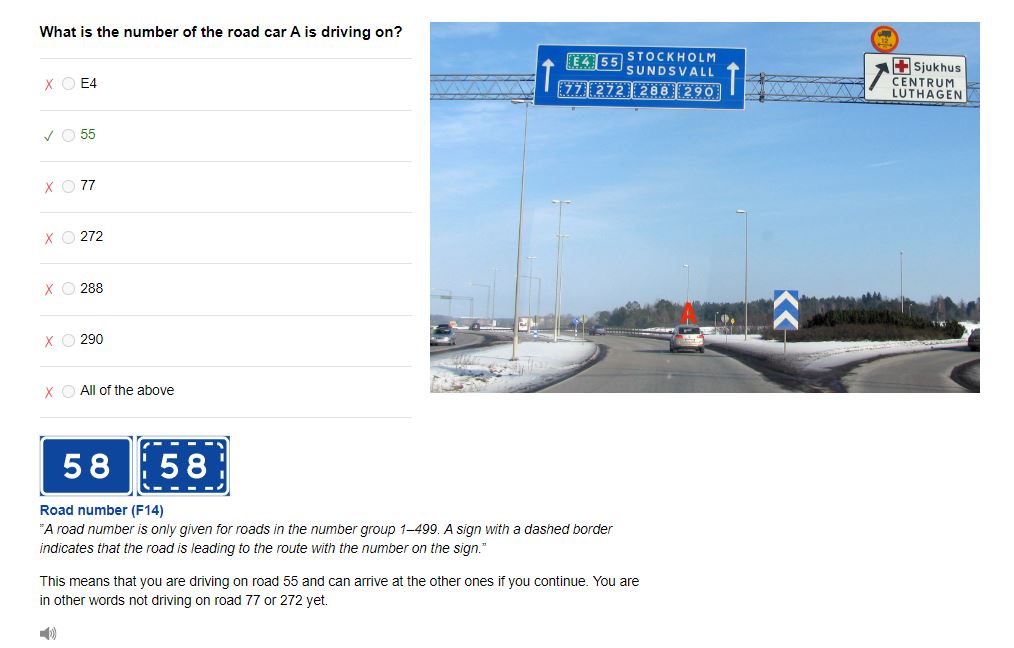 What is the number of the road car A is driving on?
E4
55
77
272
288
290
All of the above
E4 55 STOCKHOLM
SUNDSVALL
77 272 288 290
Sjukhus
CENTRUM
LUTHAGEN
A
58 58
Road number (F14)
"A road number is only given for roads in the number group 1–499. A sign with a dashed border
indicates that the road is leading to the route with the number on the sign."
This means that you are driving on road 55 and can arrive at the other ones if you continue. You are
in other words not driving on road 77 or 272 yet.